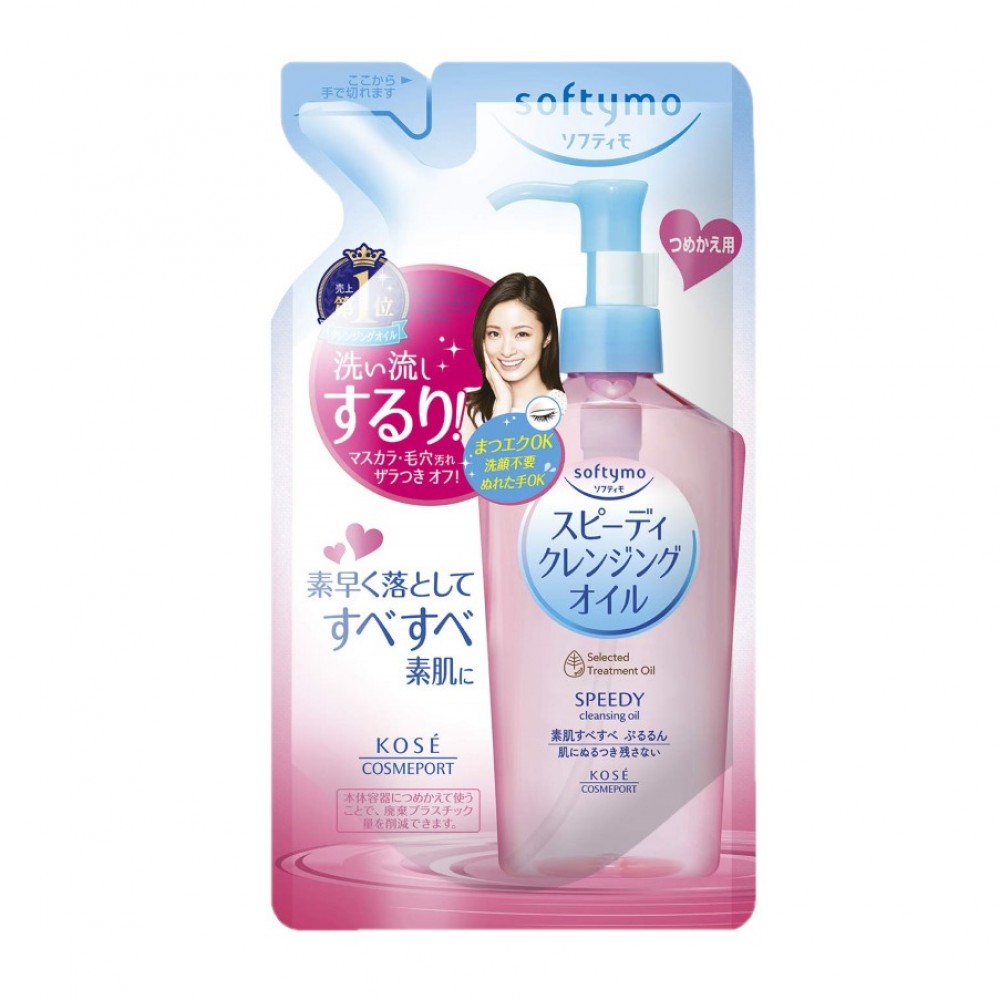 ここから
手で切れます
softymo
ソフティモ
つめかえ用
売上
第1位
クレンジングオイル
洗い流し
するり!
マスカラ・毛穴汚れ
ザラつき オフ!
まつエクOK
洗顔不要
ぬれた手OK
softymo
ソフティモ
スピーディ
クレンジング
オイル
素早く落として
すべすべ
素肌に
Selected
Treatment Oil
SPEEDY
cleansing oil
素肌すべすべ ぷるるん
肌にぬるつき残さない
KOSÉ
COSMEPORT
KOSÉ
COSMEPORT
本体容器につめかえて使う
ことで、廃棄プラスチック
量を削減できます。